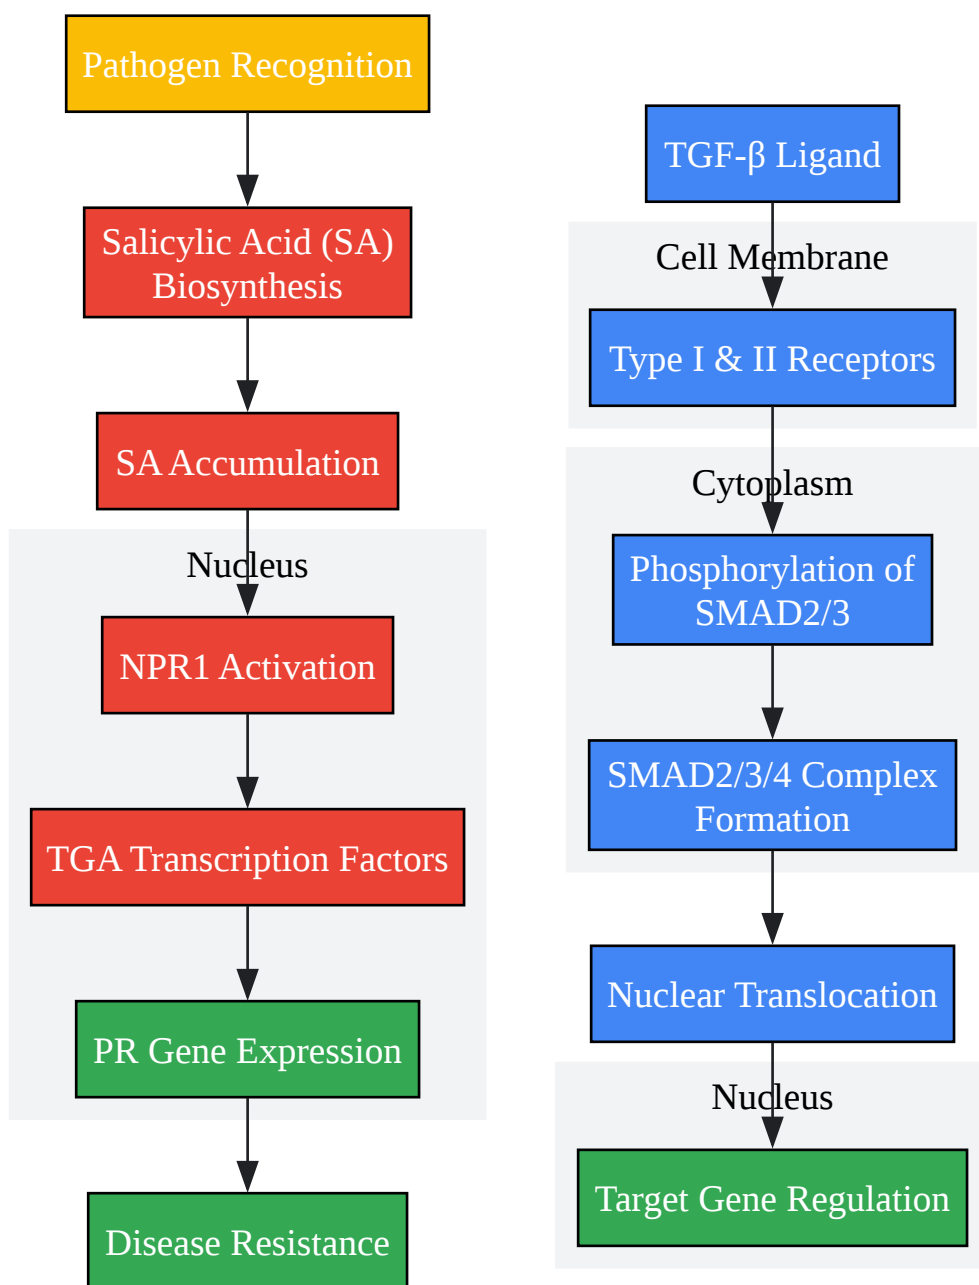 Pathogen Recognition
Salicylic Acid (SA)
Biosynthesis
SA Accumulation
Nucleus
NPR1 Activation
TGA Transcription Factors
PR Gene Expression
Disease Resistance
TGF-β Ligand
Cell Membrane
Type I & II Receptors
Cytoplasm
Phosphorylation of
SMAD2/3
SMAD2/3/4 Complex
Formation
Nuclear Translocation
Nucleus
Target Gene Regulation